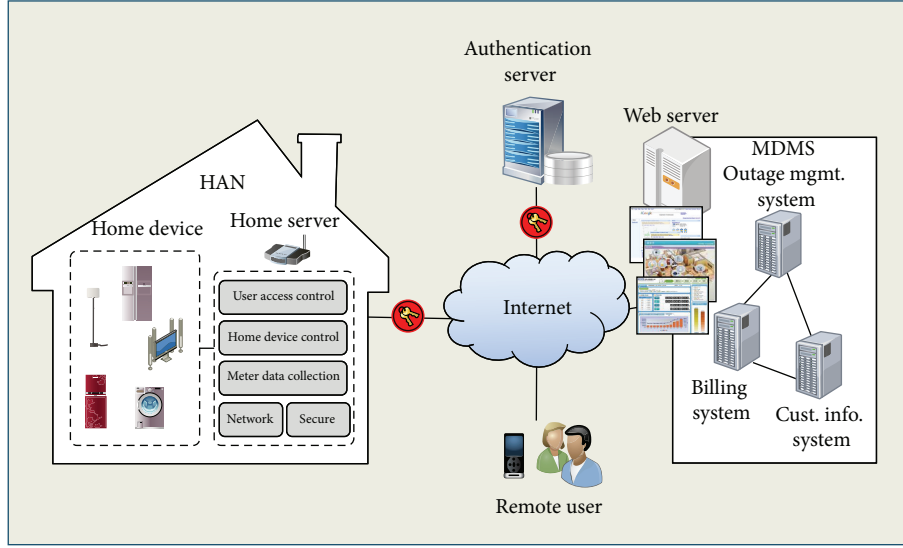 Authentication
server
Web server
MDMS
Outage mgmt.
system
HAN
Home device
Home server
User access control
Home device control
Meter data collection
Network
Secure
Internet
Billing
system
Cust. info.
system
Remote user